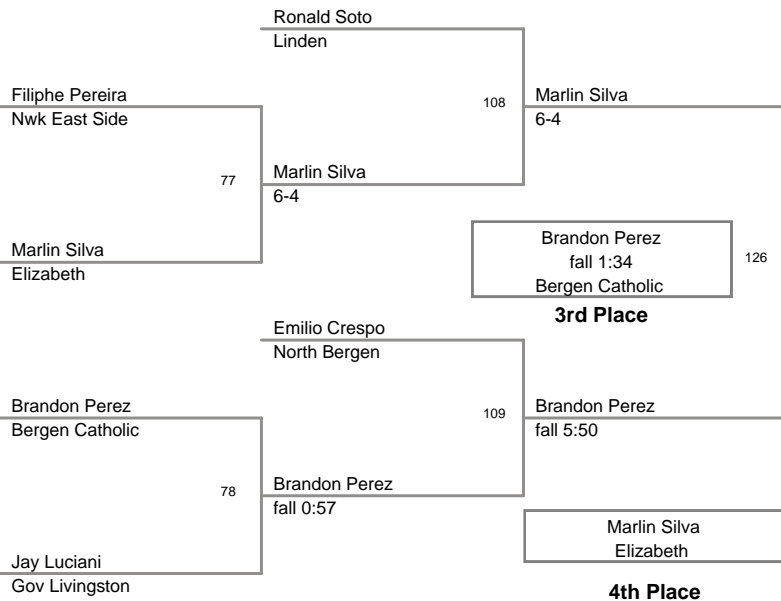 Ronald Soto
Linden
Filiphe Pereira
Nwk East Side
108
Marlin Silva
6-4
77
Marlin Silva
6-4
Marlin Silva
Elizabeth
Brandon Perez
fall 1:34
Bergen Catholic
126
3rd Place
Emilio Crespo
North Bergen
Brandon Perez
Bergen Catholic
109
Brandon Perez
fall 5:50
78
Brandon Perez
fall 0:57
Marlin Silva
Elizabeth
Jay Luciani
Gov Livingston
4th Place